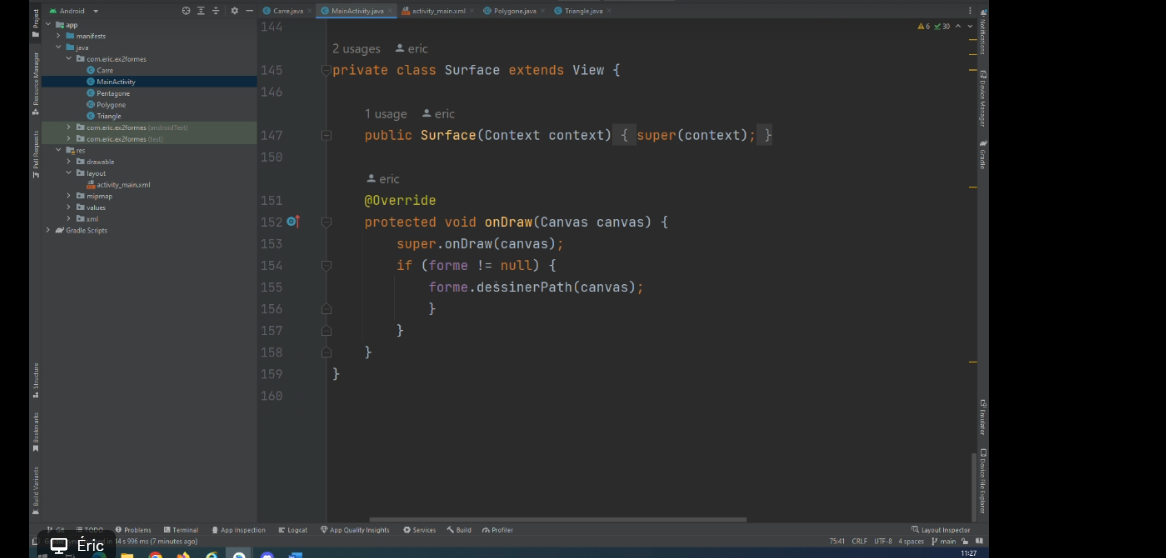 Android
Carre.java
MainActivity.java
activity_main.xml
Polygone.java
Triangle.java
Project
Resource Manager
Pull Requests
Structure
Bookmarks
Build Variants
app
manifests
java
com.eric.ex2formes
Carre
MainActivity
Pentagone
Polygone
Triangle
com.eric.ex2formes (androidTest)
com.eric.ex2formes (test)
res
drawable
layout
activity_main.xml
mipmap
values
xml
Gradle Scripts
6 30
144
2 usages eric
145 private class Surface extends View {
146
1 usage eric
147 public Surface(Context context) { super(context); }
150
eric
151 @Override
152 protected void onDraw(Canvas canvas) {
153 super.onDraw(canvas);
154 if (forme != null) {
155 forme.dessinerPath(canvas);
156 }
157 }
158 }
159 }
160
Notifications
Device Manager
Gradle
Emulator
Device File Explorer
Git
TODO
Problems
Terminal
App Inspection
Logcat
App Quality Insights
Services
Build
Profiler
Layout Inspector
in 14 s 996 ms (7 minutes ago)
75:41 CRLF UTF-8 4 spaces main
Éric
11:27